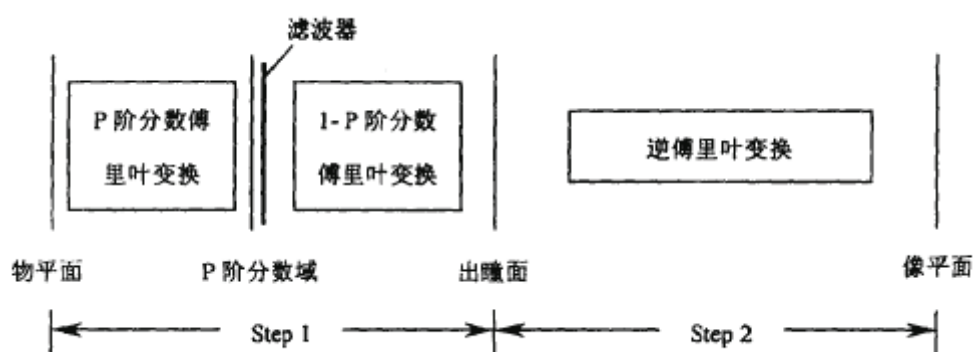 滤波器
P 阶分数傅
里叶变换
1-P 阶分数
傅里叶变换
逆傅里叶变换
物平面
P 阶分数域
出瞳面
像平面
Step 1
Step 2